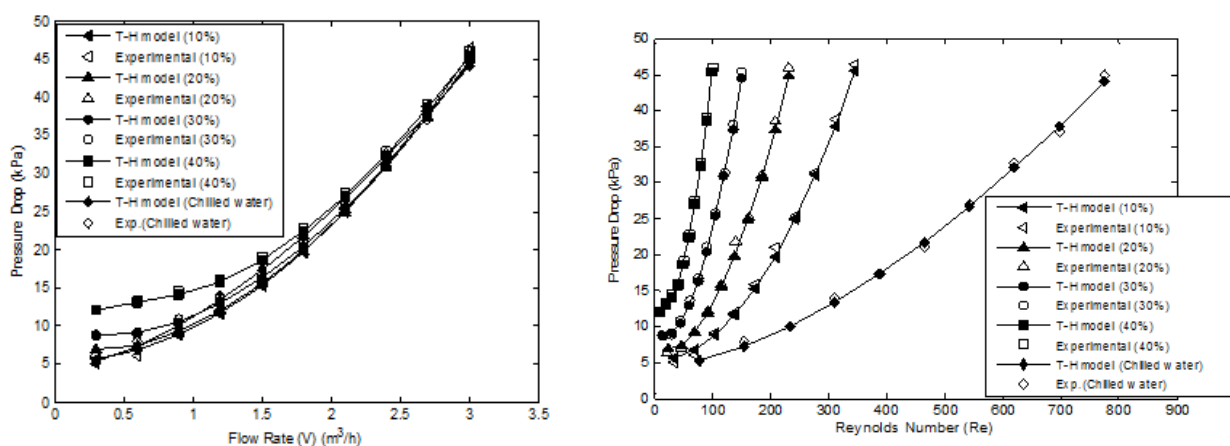 50
45
40
35
30
25
20
15
10
5
0
0
0.5
1
1.5
2
2.5
3
3.5
Pressure Drop (kPa)
Flow Rate (V) (m³/h)
T-H model (10%)
Experimental (10%)
T-H model (20%)
Experimental (20%)
T-H model (30%)
Experimental (30%)
T-H model (40%)
Experimental (40%)
T-H model (Chilled water)
Exp.(Chilled water)
50
45
40
35
30
25
20
15
10
5
0
0
100
200
300
400
500
600
700
800
900
Pressure Drop (kPa)
Reynolds Number (Re)
T-H model (10%)
Experimental (10%)
T-H model (20%)
Experimental (20%)
T-H model (30%)
Experimental (30%)
T-H model (40%)
Experimental (40%)
T-H model (Chilled water)
Exp.(Chilled water)